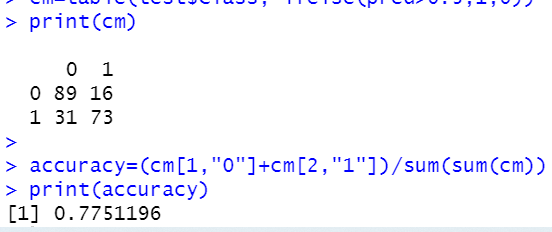 > print(cm)
0 1
0 89 16
1 31 73
>
> accuracy=(cm[1,"0"]+cm[2,"1"])/sum(sum(cm))
> print(accuracy)
[1] 0.7751196